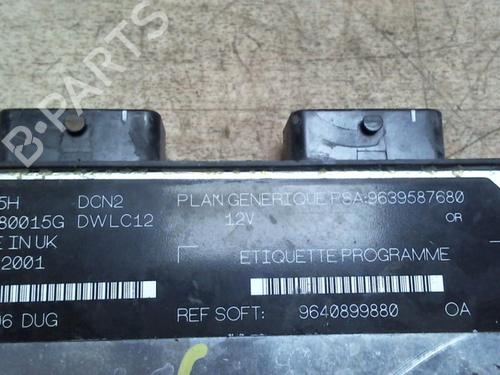 B-PARTS
5H DCN2 PLAN GENERIQUE PSA:9639587680
80015G DWLC12 12V OR
E IN UK
2001 ETIQUETTE PROGRAMME
06 DUG REF SOFT: 9640899880 OA